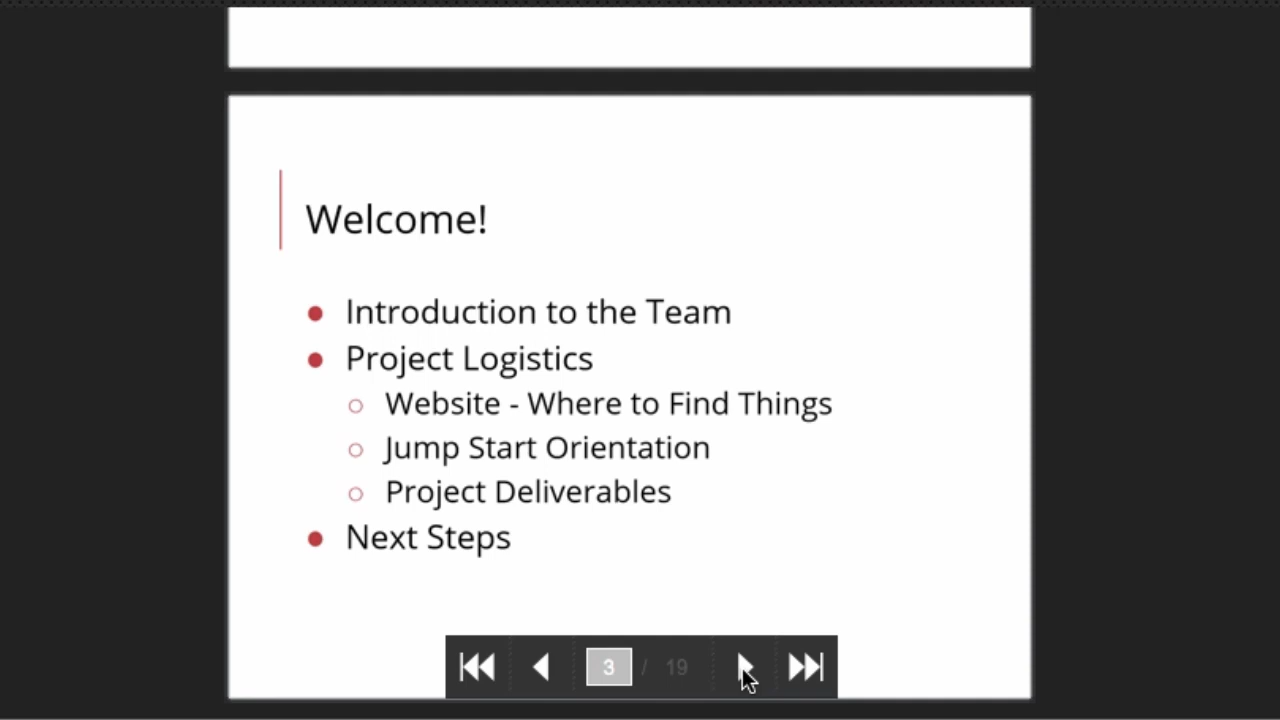 Welcome!
Introduction to the Team
Project Logistics
Website - Where to Find Things
Jump Start Orientation
Project Deliverables
Next Steps
3 / 19